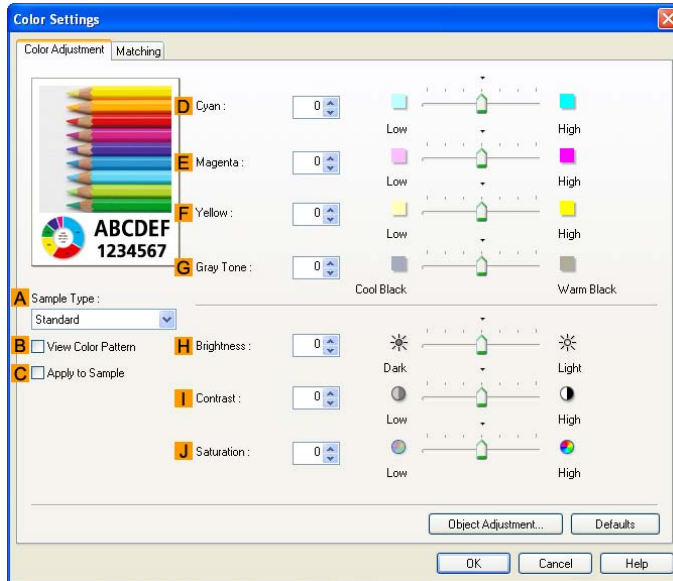 Color Settings
Color Adjustment Matching
ABCDEF
1234567
A Sample Type :
Standard
B View Color Pattern
C Apply to Sample
D Cyan : 0
Low High
E Magenta : 0
Low High
F Yellow : 0
Low High
G Gray Tone : 0
Cool Black Warm Black
H Brightness : 0
Dark Light
I Contrast : 0
Low High
J Saturation : 0
Low High
Object Adjustment... Defaults
OK Cancel Help